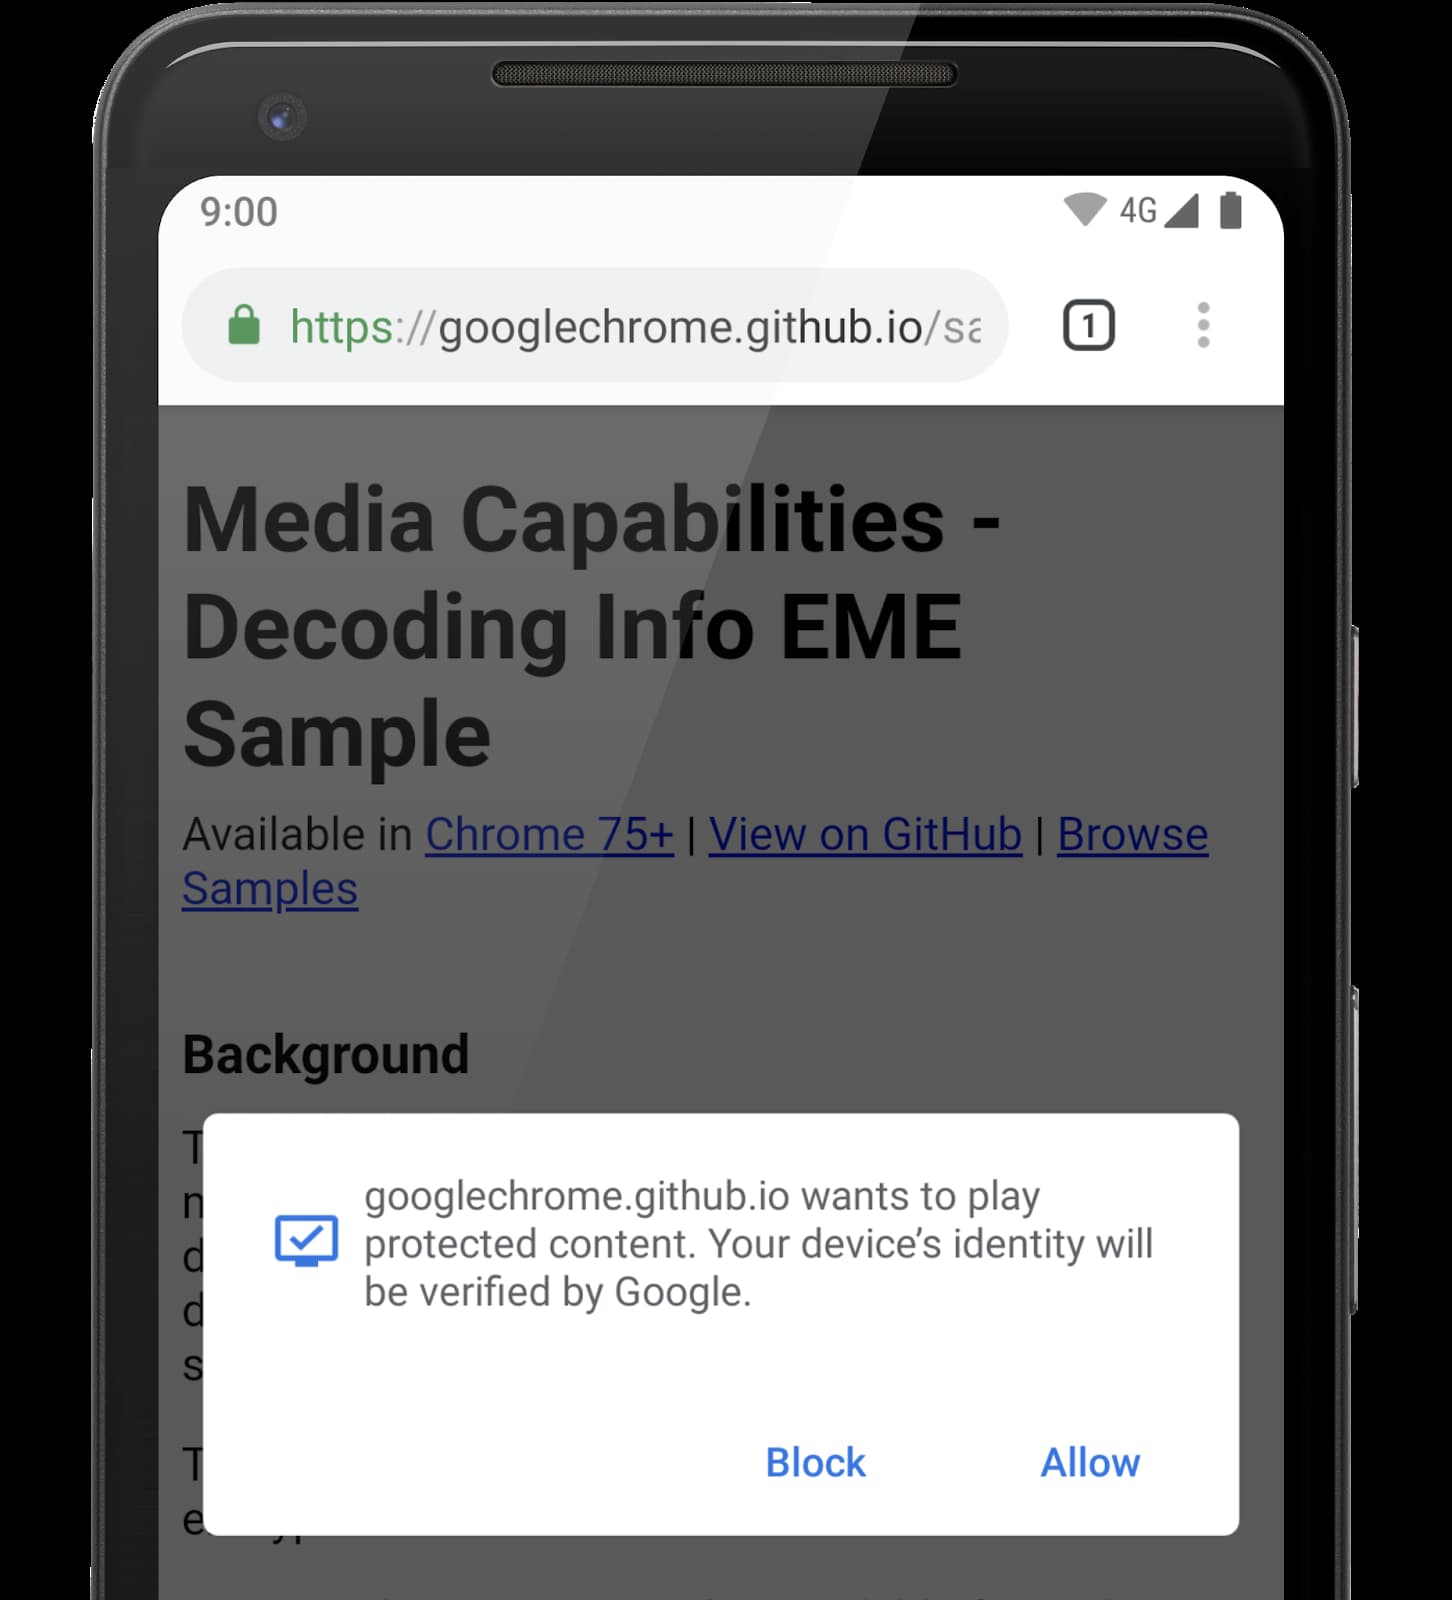 9:00 4G
https://googlechrome.github.io/sa 1
Media Capabilities -
Decoding Info EME
Sample
Available in Chrome 75+ | View on GitHub | Browse
Samples
Background
googlechrome.github.io wants to play
protected content. Your device’s identity will
be verified by Google.
Block Allow